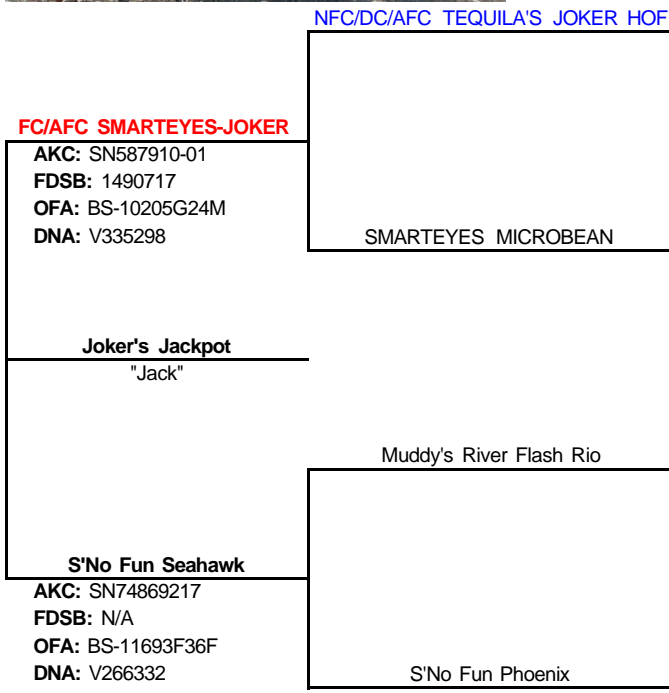 NFC/DC/AFC TEQUILA'S JOKER HOF
FC/AFC SMARTEYES-JOKER
AKC: SN587910-01
FDSB: 1490717
OFA: BS-10205G24M
DNA: V335298
SMARTEYES MICROBEAN
Joker's Jackpot
"Jack"
Muddy's River Flash Rio
S'No Fun Seahawk
AKC: SN74869217
FDSB: N/A
OFA: BS-11693F36F
DNA: V266332
S'No Fun Phoenix